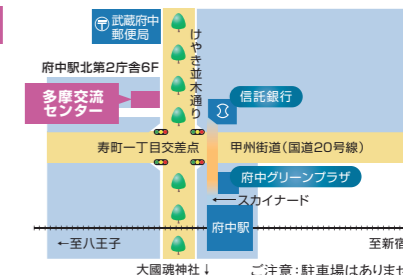 武蔵府中
郵便局
けやき並木通り
府中駅北第2庁舎6F
多摩交流
センター
信託銀行
寿町一丁目交差点
甲州街道(国道20号線)
府中グリーンプラザ
←スカイナード
府中駅
←至八王子
至新宿
大國魂神社↓
ご注意:駐車場はありませ